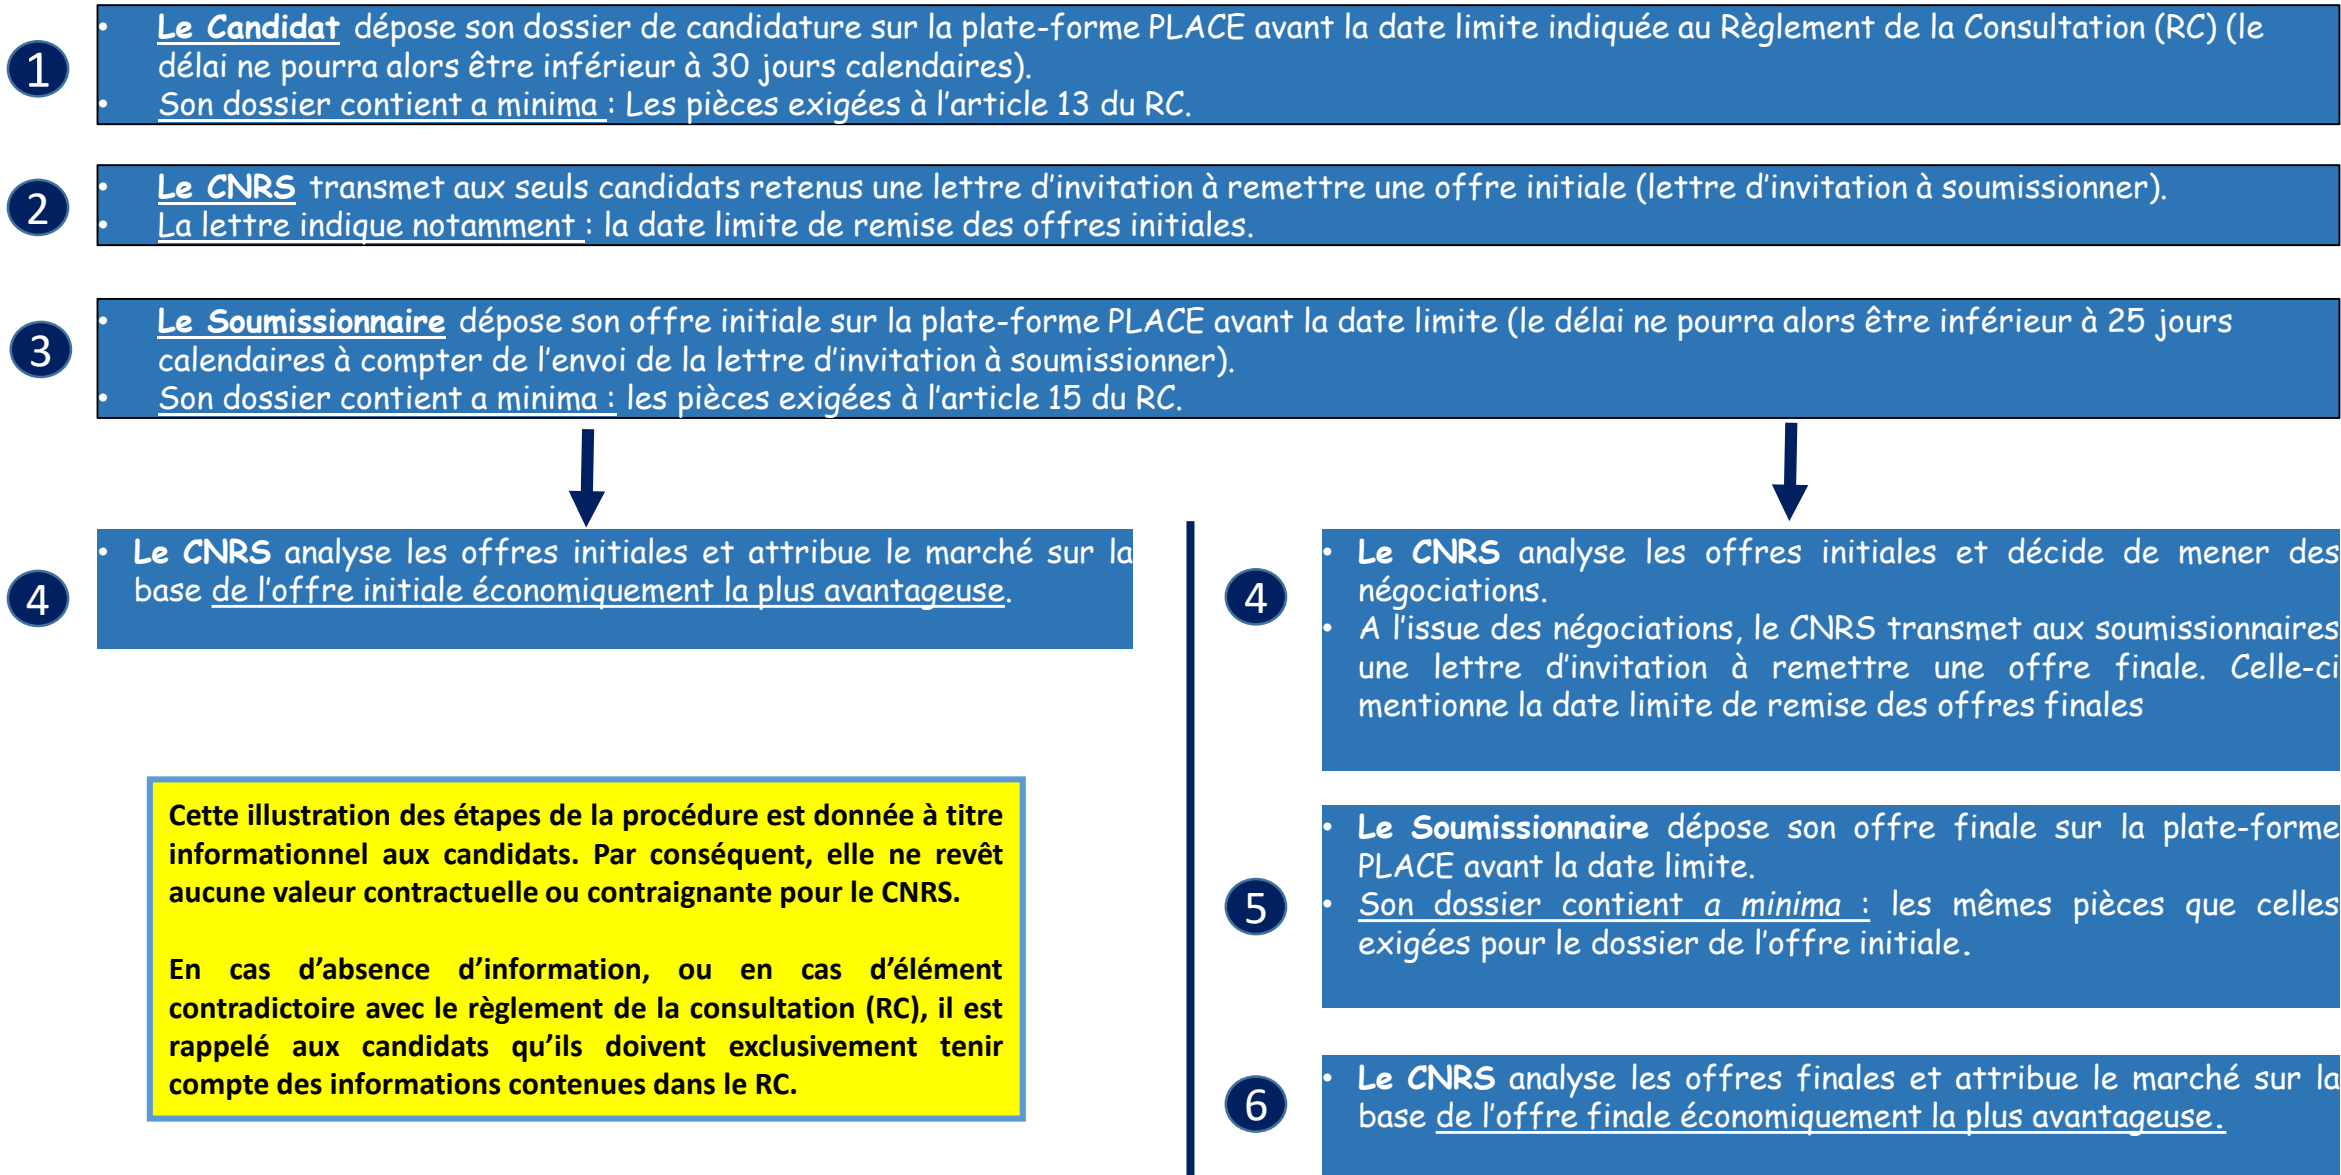 1
• Le Candidat dépose son dossier de candidature sur la plate-forme PLACE avant la date limite indiquée au Règlement de la Consultation (RC) (le
délai ne pourra alors être inférieur à 30 jours calendaires).
• Son dossier contient a minima : Les pièces exigées à l'article 13 du RC.
2
• Le CNRS transmet aux seuls candidats retenus une lettre d'invitation à remettre une offre initiale (lettre d'invitation à soumissionner).
• La lettre indique notamment : la date limite de remise des offres initiales.
3
• Le Soumissionnaire dépose son offre initiale sur la plate-forme PLACE avant la date limite (le délai ne pourra alors être inférieur à 25 jours
calendaires à compter de l'envoi de la lettre d'invitation à soumissionner).
• Son dossier contient a minima : les pièces exigées à l'article 15 du RC.
4
• Le CNRS analyse les offres initiales et attribue le marché sur la
base de l'offre initiale économiquement la plus avantageuse.
Cette illustration des étapes de la procédure est donnée à titre
informationnel aux candidats. Par conséquent, elle ne revêt
aucune valeur contractuelle ou contraignante pour le CNRS.
En cas d'absence d'information, ou en cas d'élément
contradictoire avec le règlement de la consultation (RC), il est
rappelé aux candidats qu'ils doivent exclusivement tenir
compte des informations contenues dans le RC.
4
• Le CNRS analyse les offres initiales et décide de mener des
négociations.
• A l'issue des négociations, le CNRS transmet aux soumissionnaires
une lettre d'invitation à remettre une offre finale. Celle-ci
mentionne la date limite de remise des offres finales
5
• Le Soumissionnaire dépose son offre finale sur la plate-forme
PLACE avant la date limite.
• Son dossier contient a minima : les mêmes pièces que celles
exigées pour le dossier de l'offre initiale.
6
• Le CNRS analyse les offres finales et attribue le marché sur la
base de l'offre finale économiquement la plus avantageuse.